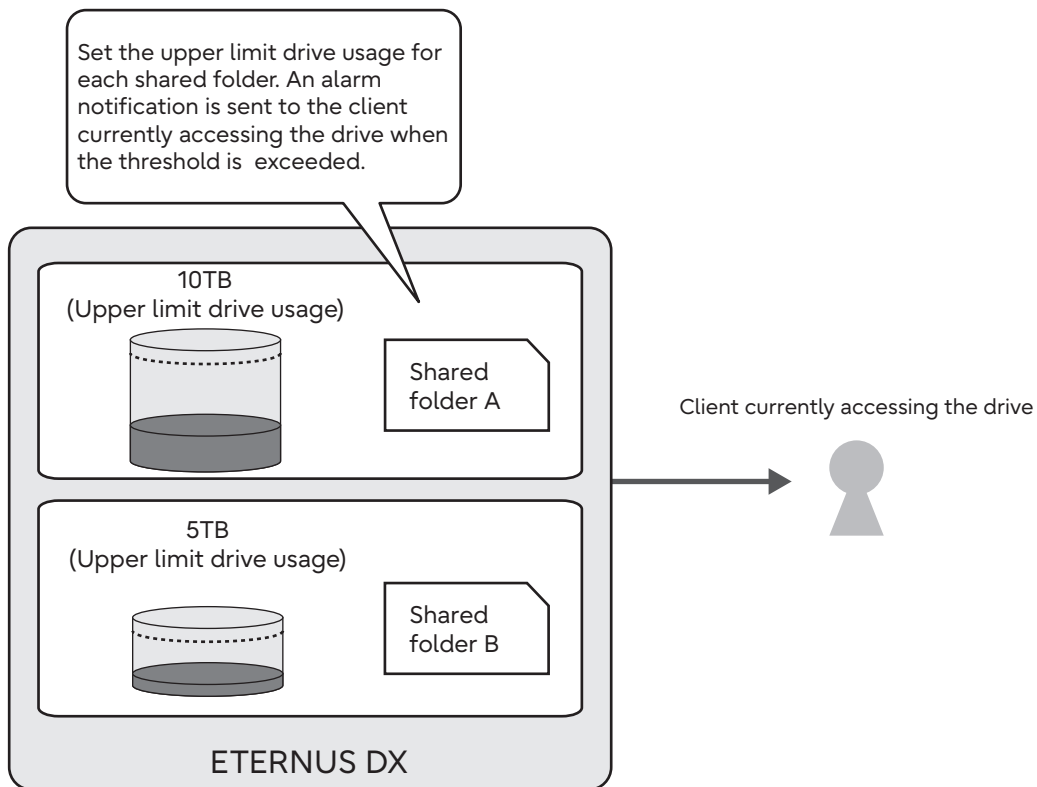 Set the upper limit drive usage for
each shared folder. An alarm
notification is sent to the client
currently accessing the drive when
the threshold is exceeded.
10TB
(Upper limit drive usage)
Shared
folder A
Client currently accessing the drive
5TB
(Upper limit drive usage)
Shared
folder B
ETERNUS DX